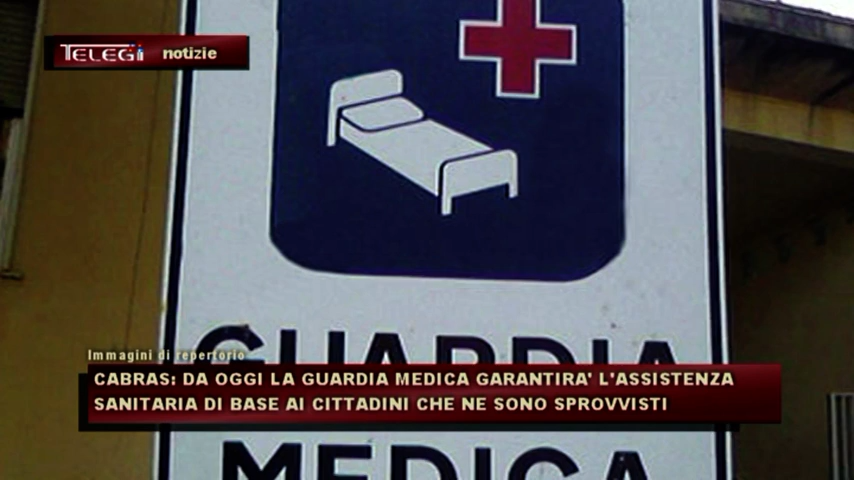 TELEGI notizie
GUARDIA
Immagini di repertorio
CABRAS: DA OGGI LA GUARDIA MEDICA GARANTIRA' L'ASSISTENZA
SANITARIA DI BASE AI CITTADINI CHE NE SONO SPROVVISTI
MEDICA